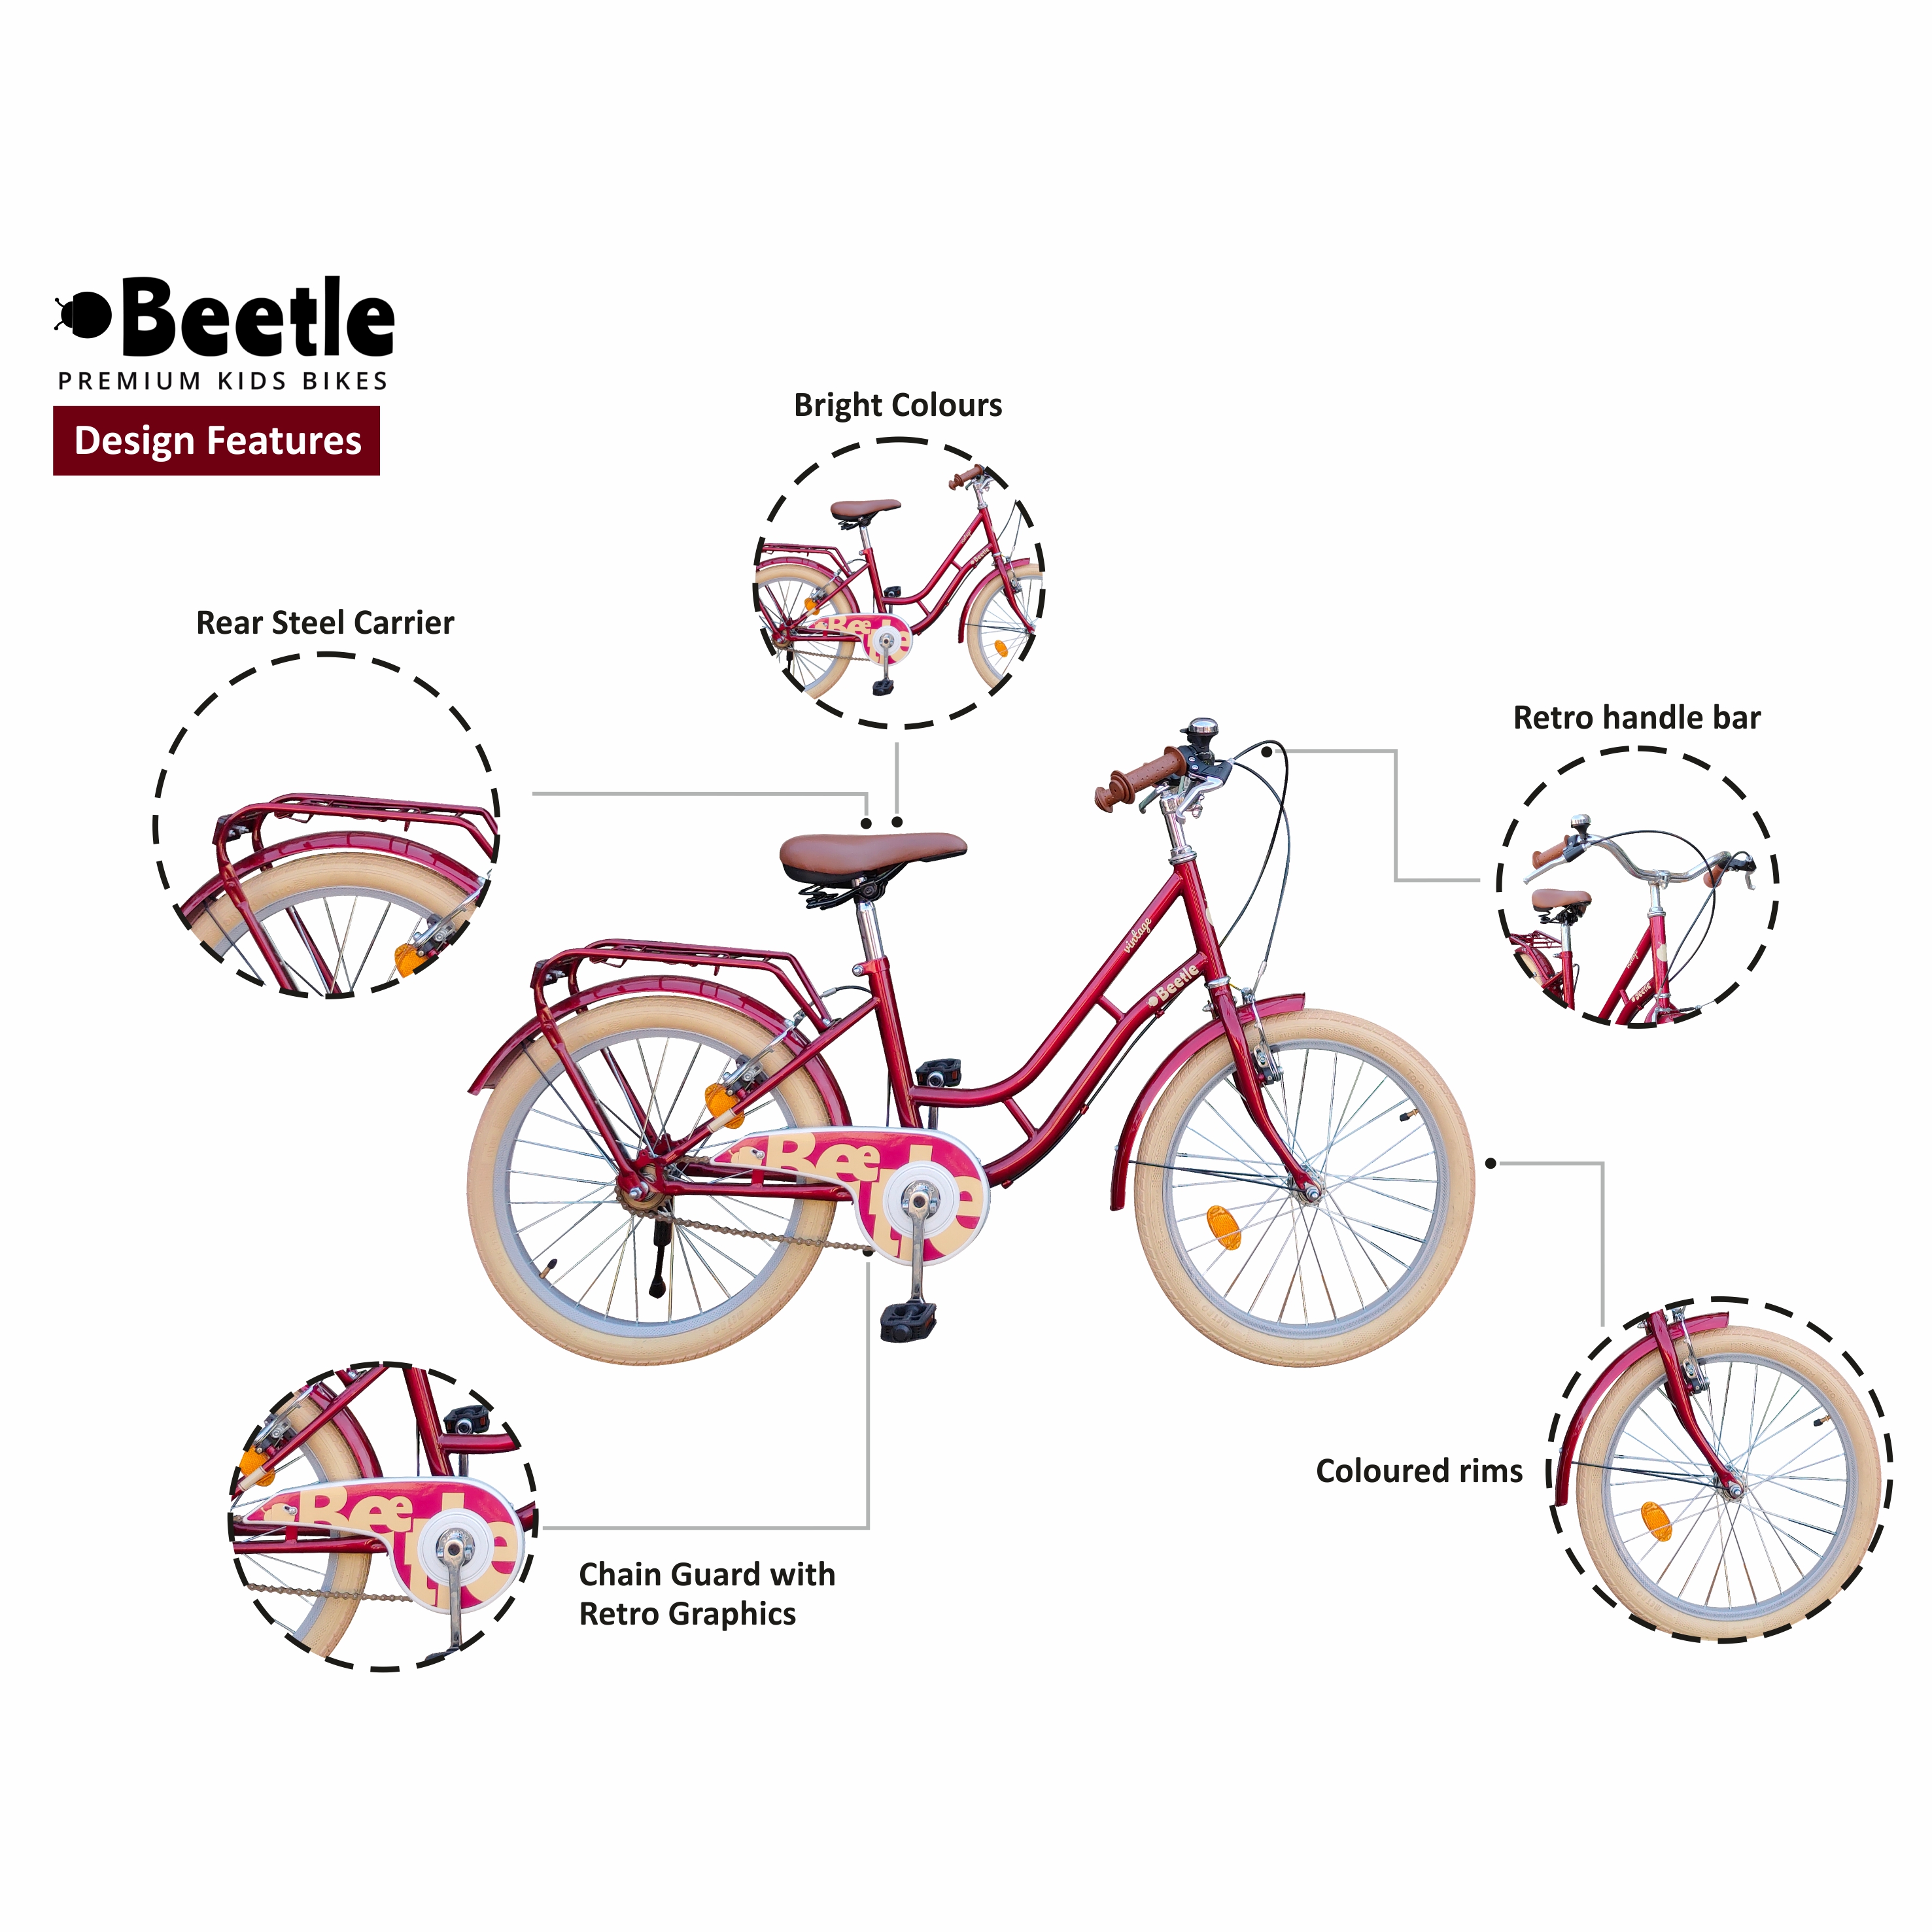 Beetle
PREMIUM KIDS BIKES
Design Features
Bright Colours
Rear Steel Carrier
Retro handle bar
vintage
Beetle
Beetle
Coloured rims
Chain Guard with
Retro Graphics